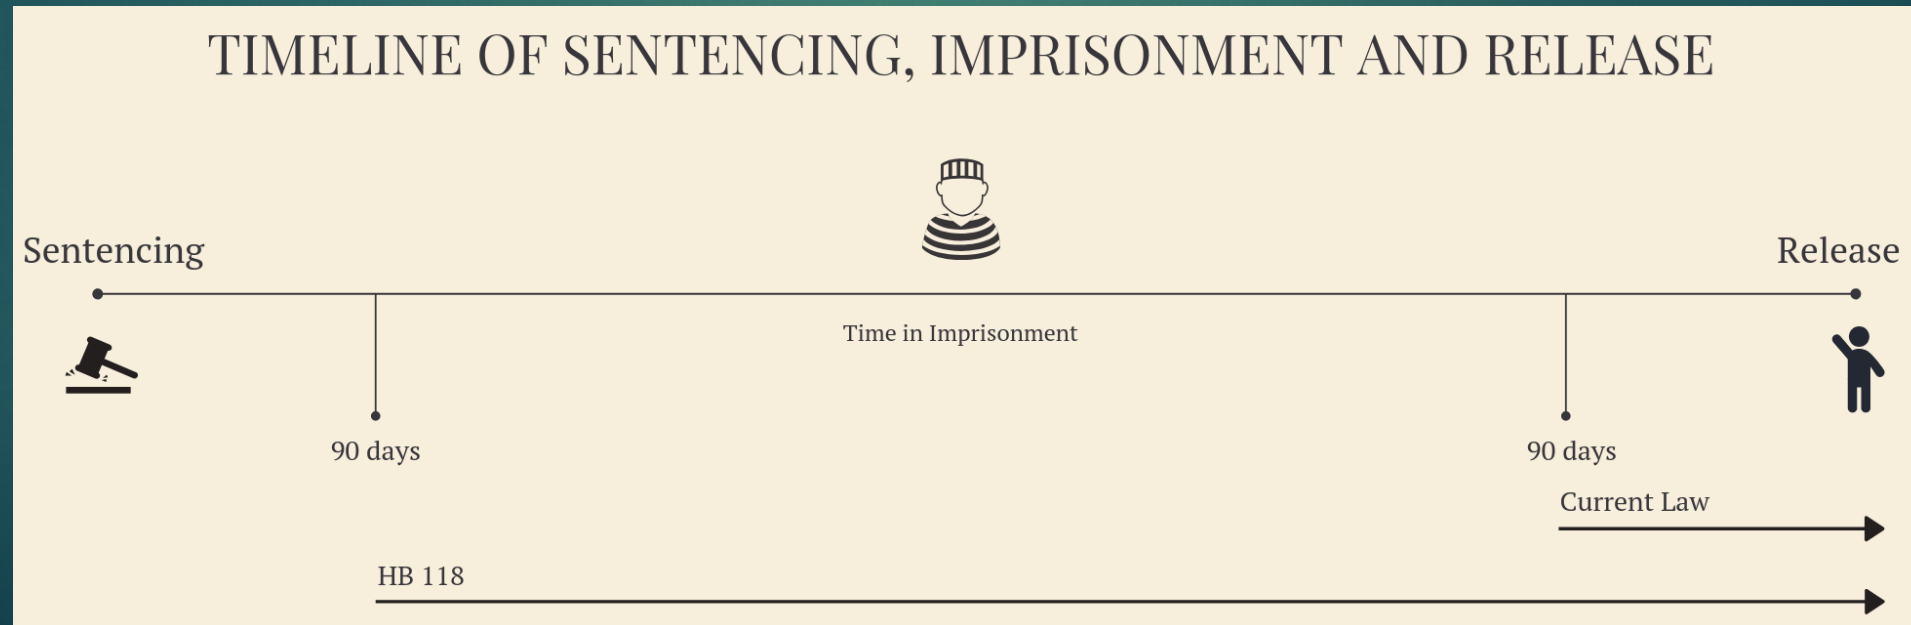 TIMELINE OF SENTENCING, IMPRISONMENT AND RELEASE
Sentencing
Release
Time in Imprisonment
90 days
90 days
Current Law
HB 118